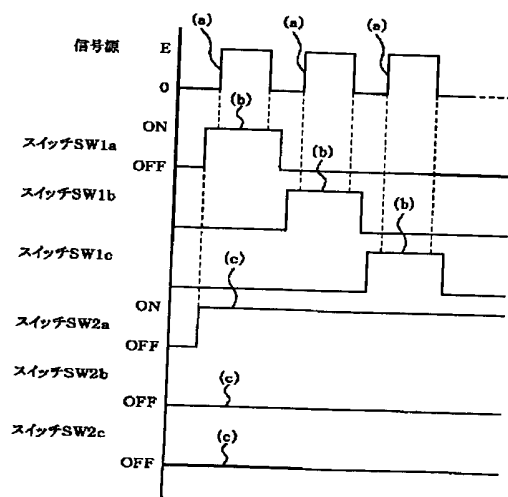 (a) (a) (a)
信号源 E
0
(b)
ON
スイッチSW1a
OFF
(b)
スイッチSW1b
(b)
スイッチSW1c
(c)
ON
スイッチSW2a
OFF
スイッチSW2b
(c)
OFF
スイッチSW2c
(c)
OFF